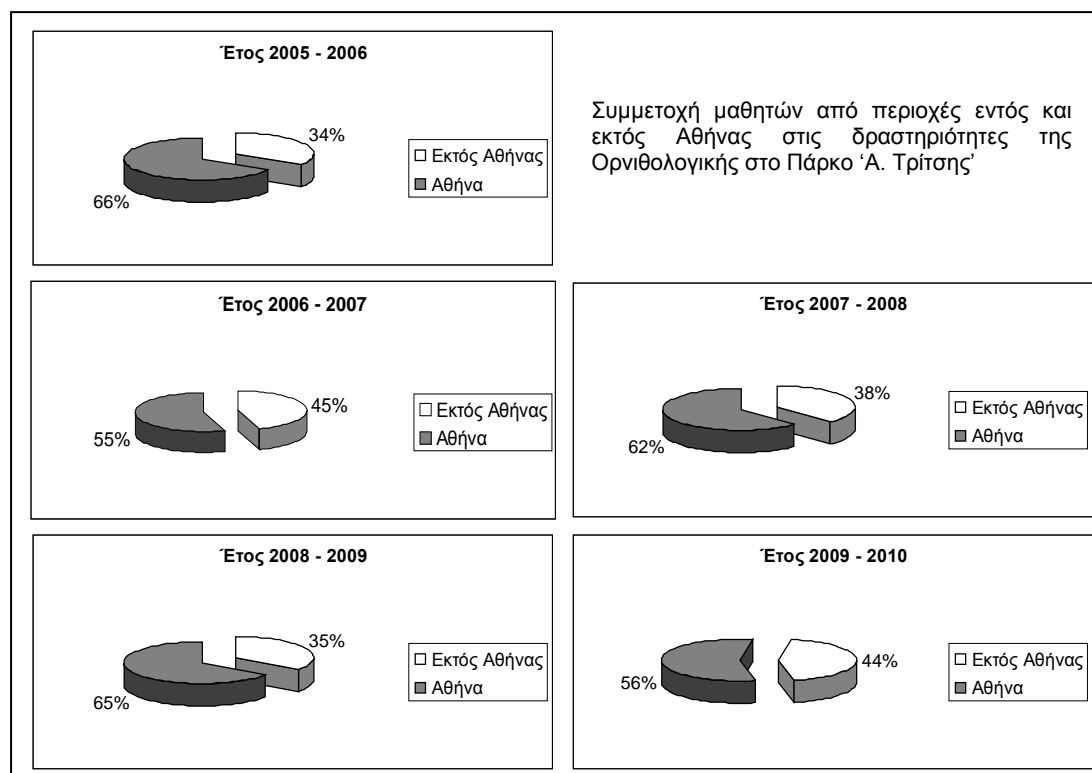 Έτος 2005 - 2006
34%
66%
Εκτός Αθήνας
Αθήνα
Συμμετοχή μαθητών από περιοχές εντός και
εκτός Αθήνας στις δραστηριότητες της
Ορνιθολογικής στο Πάρκο ‘Α. Τρίτσης’
Έτος 2006 - 2007
45%
55%
Εκτός Αθήνας
Αθήνα
Έτος 2007 - 2008
38%
62%
Εκτός Αθήνας
Αθήνα
Έτος 2008 - 2009
35%
65%
Εκτός Αθήνας
Αθήνα
Έτος 2009 - 2010
44%
56%
Εκτός Αθήνας
Αθήνα